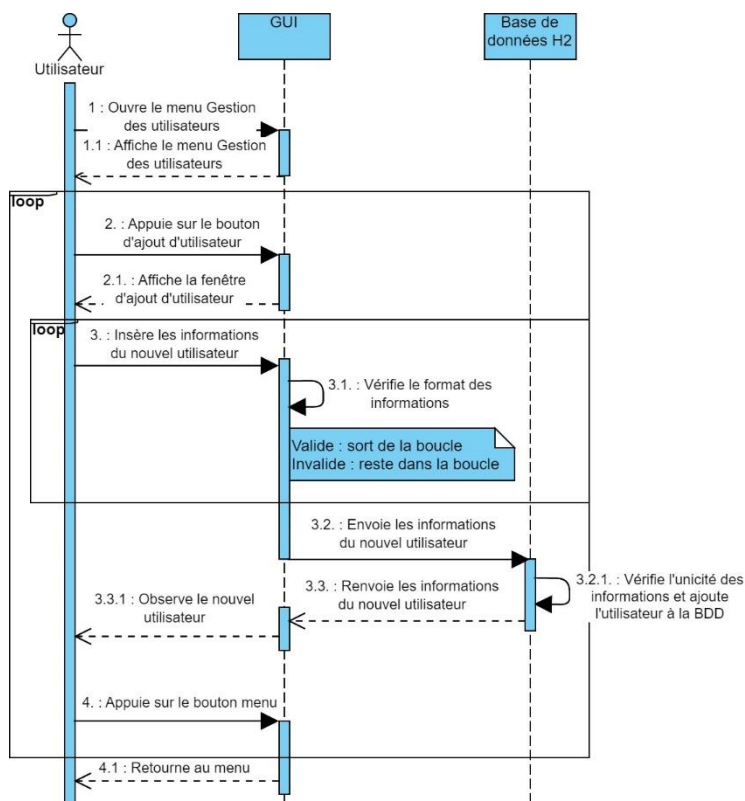 GUI
Base de
données H2
Utilisateur
1 : Ouvre le menu Gestion
des utilisateurs
1.1 : Affiche le menu Gestion
des utilisateurs
loop
2. : Appuie sur le bouton
d'ajout d'utilisateur
2.1. : Affiche la fenêtre
d'ajout d'utilisateur
loop
3. : Insère les informations
du nouvel utilisateur
3.1. : Vérifie le format des
informations
Valide : sort de la boucle
Invalide : reste dans la boucle
3.2. : Envoie les informations
du nouvel utilisateur
3.2.1. : Vérifie l'unicité des
informations et ajoute
l'utilisateur à la BDD
3.3. : Renvoie les informations
du nouvel utilisateur
3.3.1 : Observe le nouvel
utilisateur
4. : Appuie sur le bouton menu
4.1 : Retourne au menu